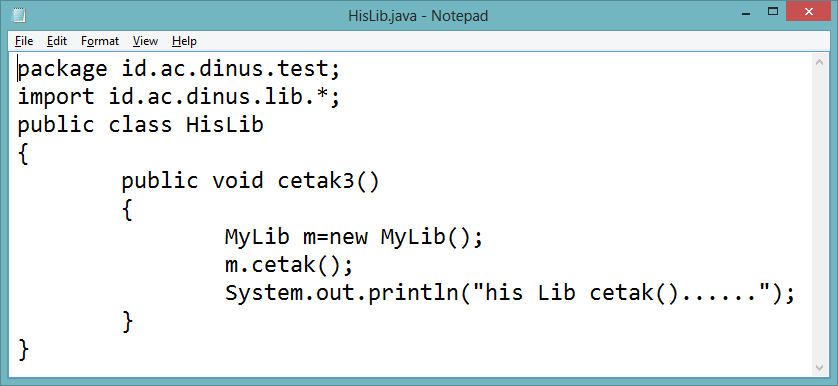 HisLib.java - Notepad
File Edit Format View Help
package id.ac.dinus.test;
import id.ac.dinus.lib.*;
public class HisLib
{
        public void cetak3()
        {
                MyLib m=new MyLib();
                m.cetak();
                System.out.println("his Lib cetak()......");
        }
}